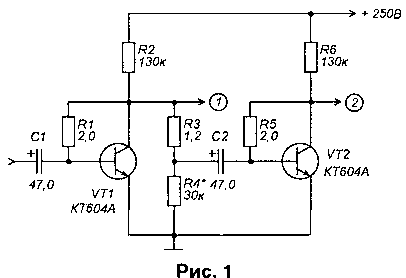 + 250В
R2
130к
R6
130к
1
2
C1
+
47,0
R1
2,0
R3
1,2
C2
+
47,0
R5
2,0
VT1
КТ604А
R4*
30к
VT2
КТ604А
Рис. 1